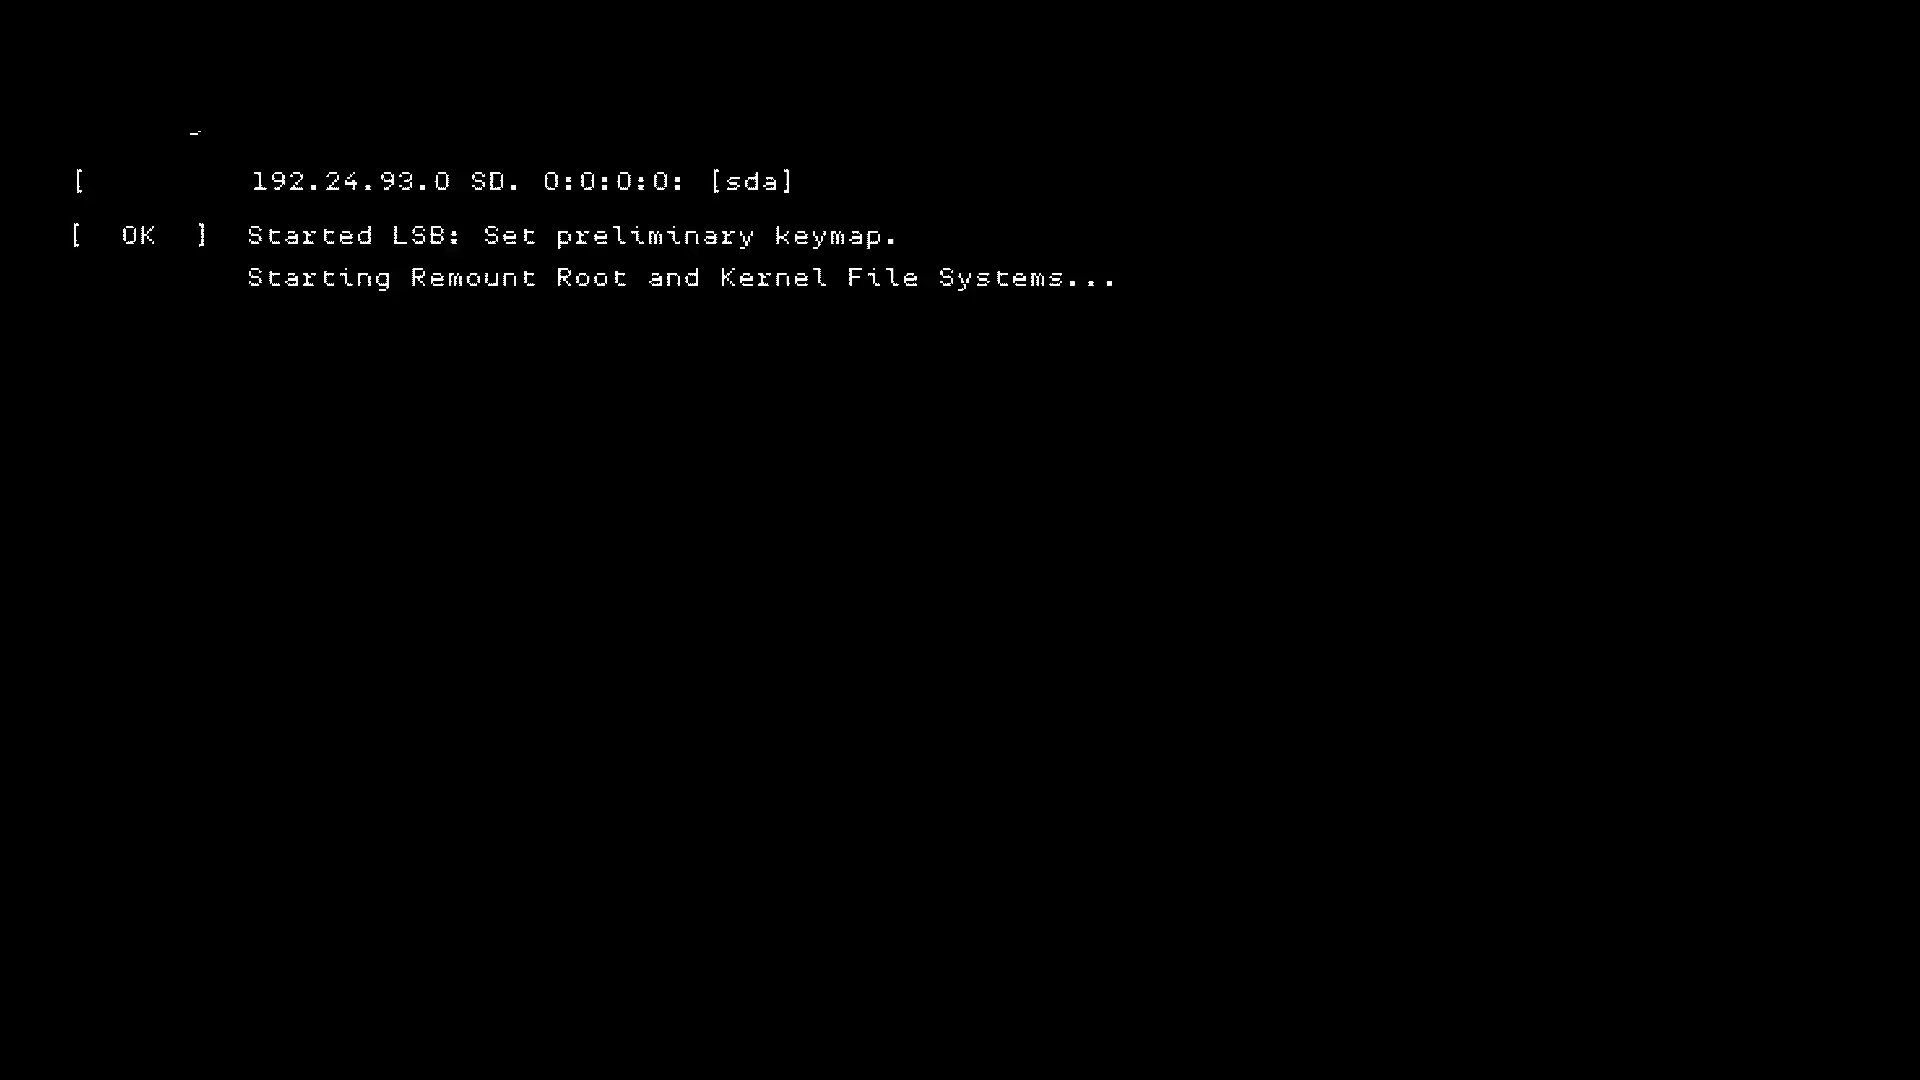 -
[ 192.24.93.0 SD. 0:0:0:0: [sda]
[ OK ] Started LSB: Set preliminary keymap.
Starting Remount Root and Kernel File Systems...